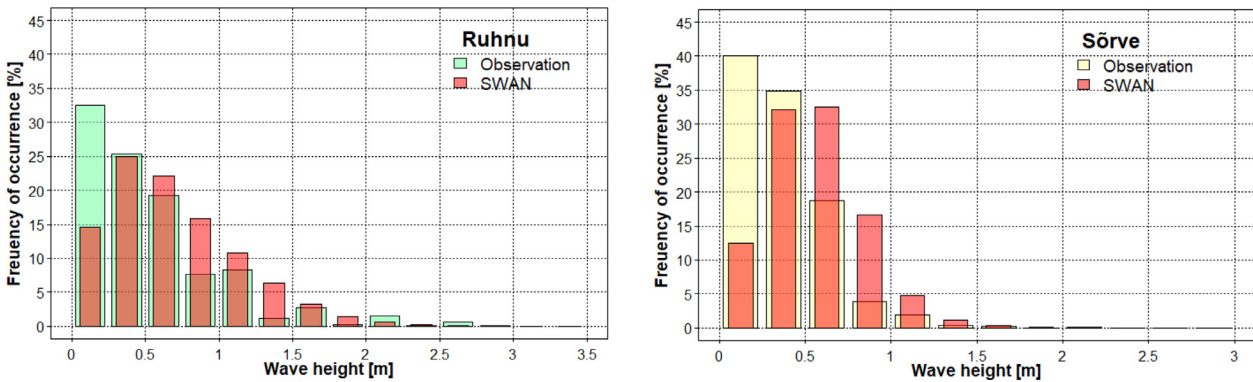 Ruhnu
Observation
SWAN
Freuency of occurrence [%]
45
40
35
30
25
20
15
10
5
0
0 0.5 1 1.5 2 2.5 3 3.5
Wave height [m]
Sõrve
Observation
SWAN
Freuency of occurrence [%]
45
40
35
30
25
20
15
10
5
0
0 0.5 1 1.5 2 2.5 3
Wave height [m]